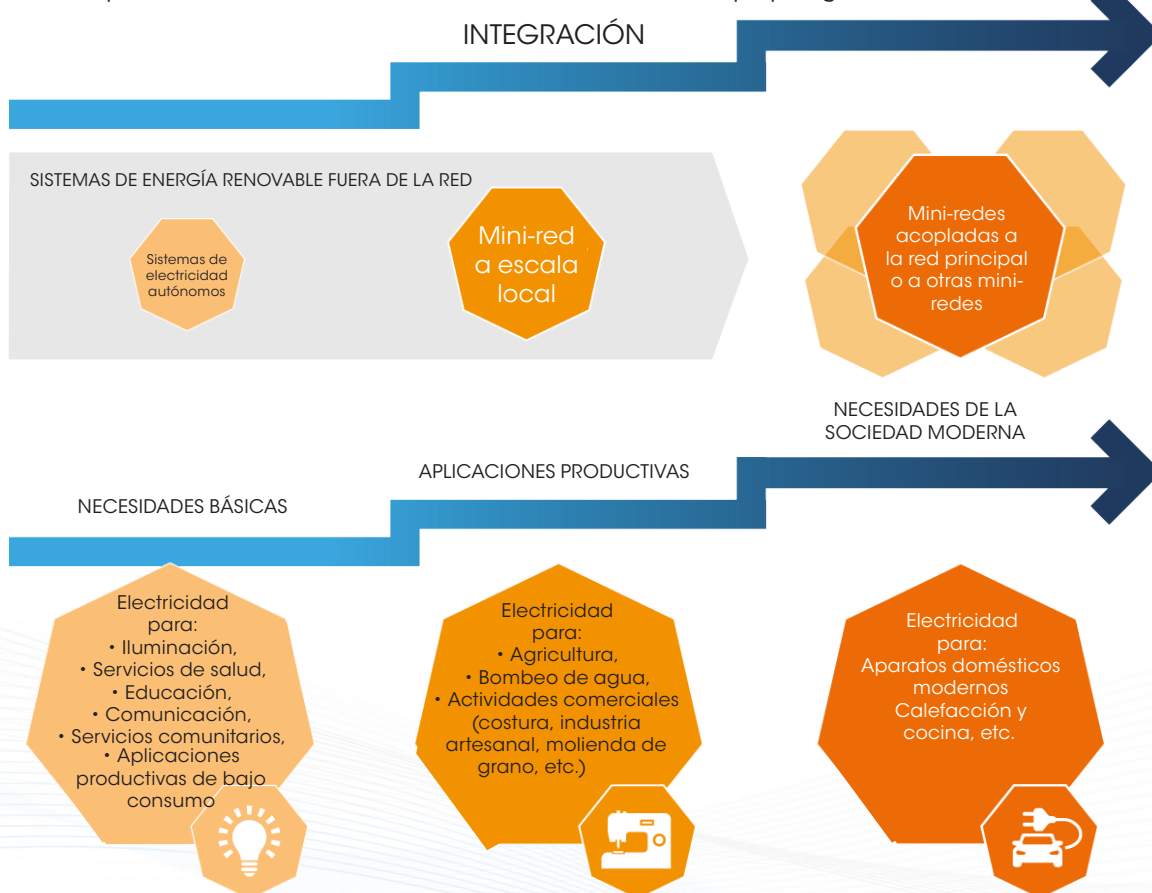 INTEGRACIÓN
SISTEMAS DE ENERGÍA RENOVABLE FUERA DE LA RED
Sistemas de
electricidad
autónomos
Mini-red
a escala
local
Mini-redes
acopladas a
la red principal
o a otras mini-
redes
NECESIDADES BÁSICAS
APLICACIONES PRODUCTIVAS
NECESIDADES DE LA
SOCIEDAD MODERNA
Electricidad
para:
• Iluminación,
• Servicios de salud,
• Educación,
• Comunicación,
• Servicios comunitarios,
• Aplicaciones
productivas de bajo
consumo
Electricidad
para:
• Agricultura,
• Bombeo de agua,
• Actividades comerciales
(costura, industria
artesanal, molienda de
grano, etc.)
Electricidad
para:
Aparatos domésticos
modernos
Calefacción y
cocina, etc.